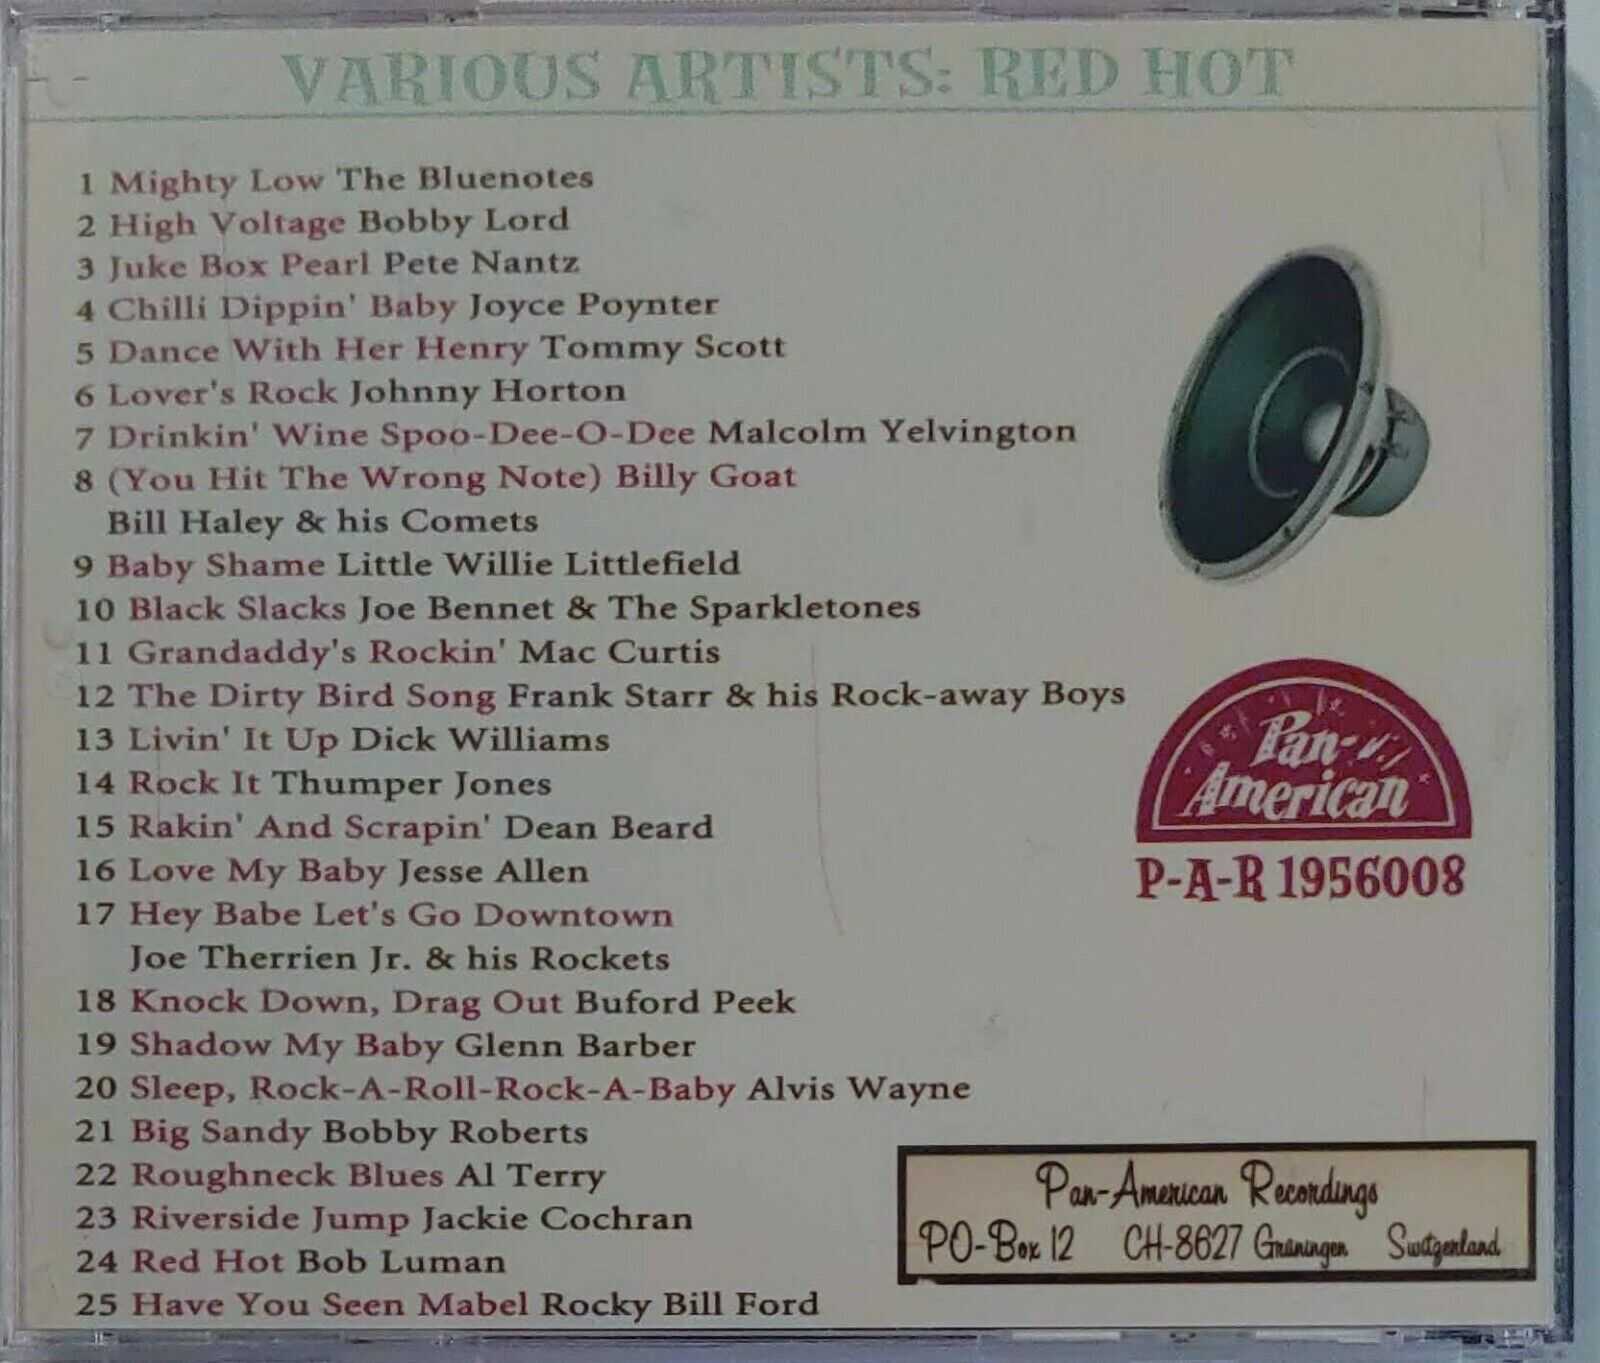 VARIOUS ARTISTS: RED HOT
1 Mighty Low The Bluenotes
2 High Voltage Bobby Lord
3 Juke Box Pearl Pete Nantz
4 Chilli Dippin' Baby Joyce Poynter
5 Dance With Her Henry Tommy Scott
6 Lover's Rock Johnny Horton
7 Drinkin' Wine Spoo-Dee-O-Dee Malcolm Yelvington
8 (You Hit The Wrong Note) Billy Goat
Bill Haley & his Comets
9 Baby Shame Little Willie Littlefield
10 Black Slacks Joe Bennet & The Sparkletones
11 Grandaddy's Rockin' Mac Curtis
12 The Dirty Bird Song Frank Starr & his Rock-away Boys
13 Livin' It Up Dick Williams
14 Rock It Thumper Jones
15 Rakin' And Scrapin' Dean Beard
16 Love My Baby Jesse Allen
17 Hey Babe Let's Go Downtown
Joe Therrien Jr. & his Rockets
18 Knock Down, Drag Out Buford Peek
19 Shadow My Baby Glenn Barber
20 Sleep, Rock-A-Roll-Rock-A-Baby Alvis Wayne
21 Big Sandy Bobby Roberts
22 Roughneck Blues Al Terry
23 Riverside Jump Jackie Cochran
24 Red Hot Bob Luman
25 Have You Seen Mabel Rocky Bill Ford
Pan-
American
P-A-R 1956008
Pan-American Recordings
PO-Box 12 CH-8627 Grüningen Switzerland